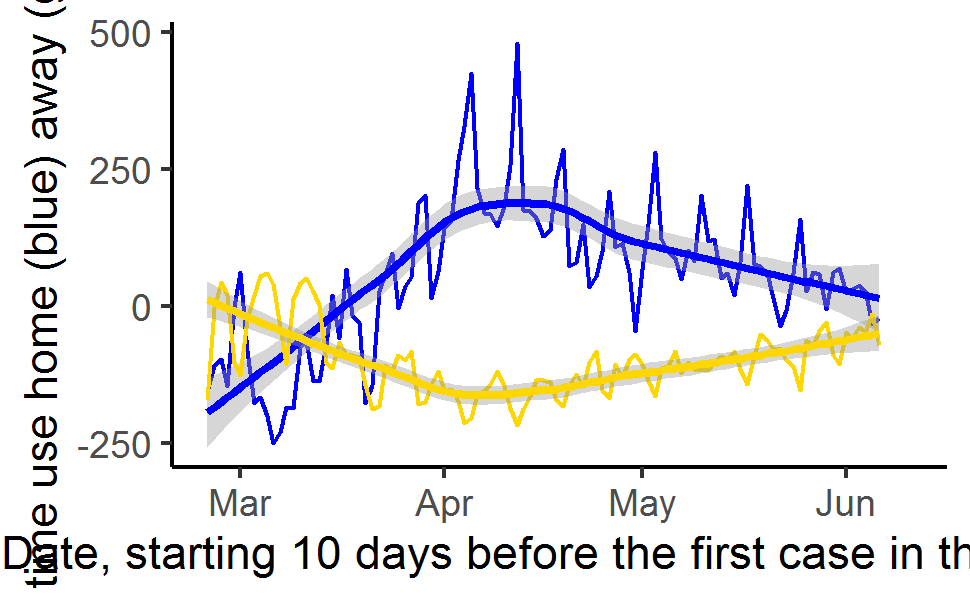 time use home (blue) away (
500
250
0
-250
Mar Apr May Jun
Date, starting 10 days before the first case in th